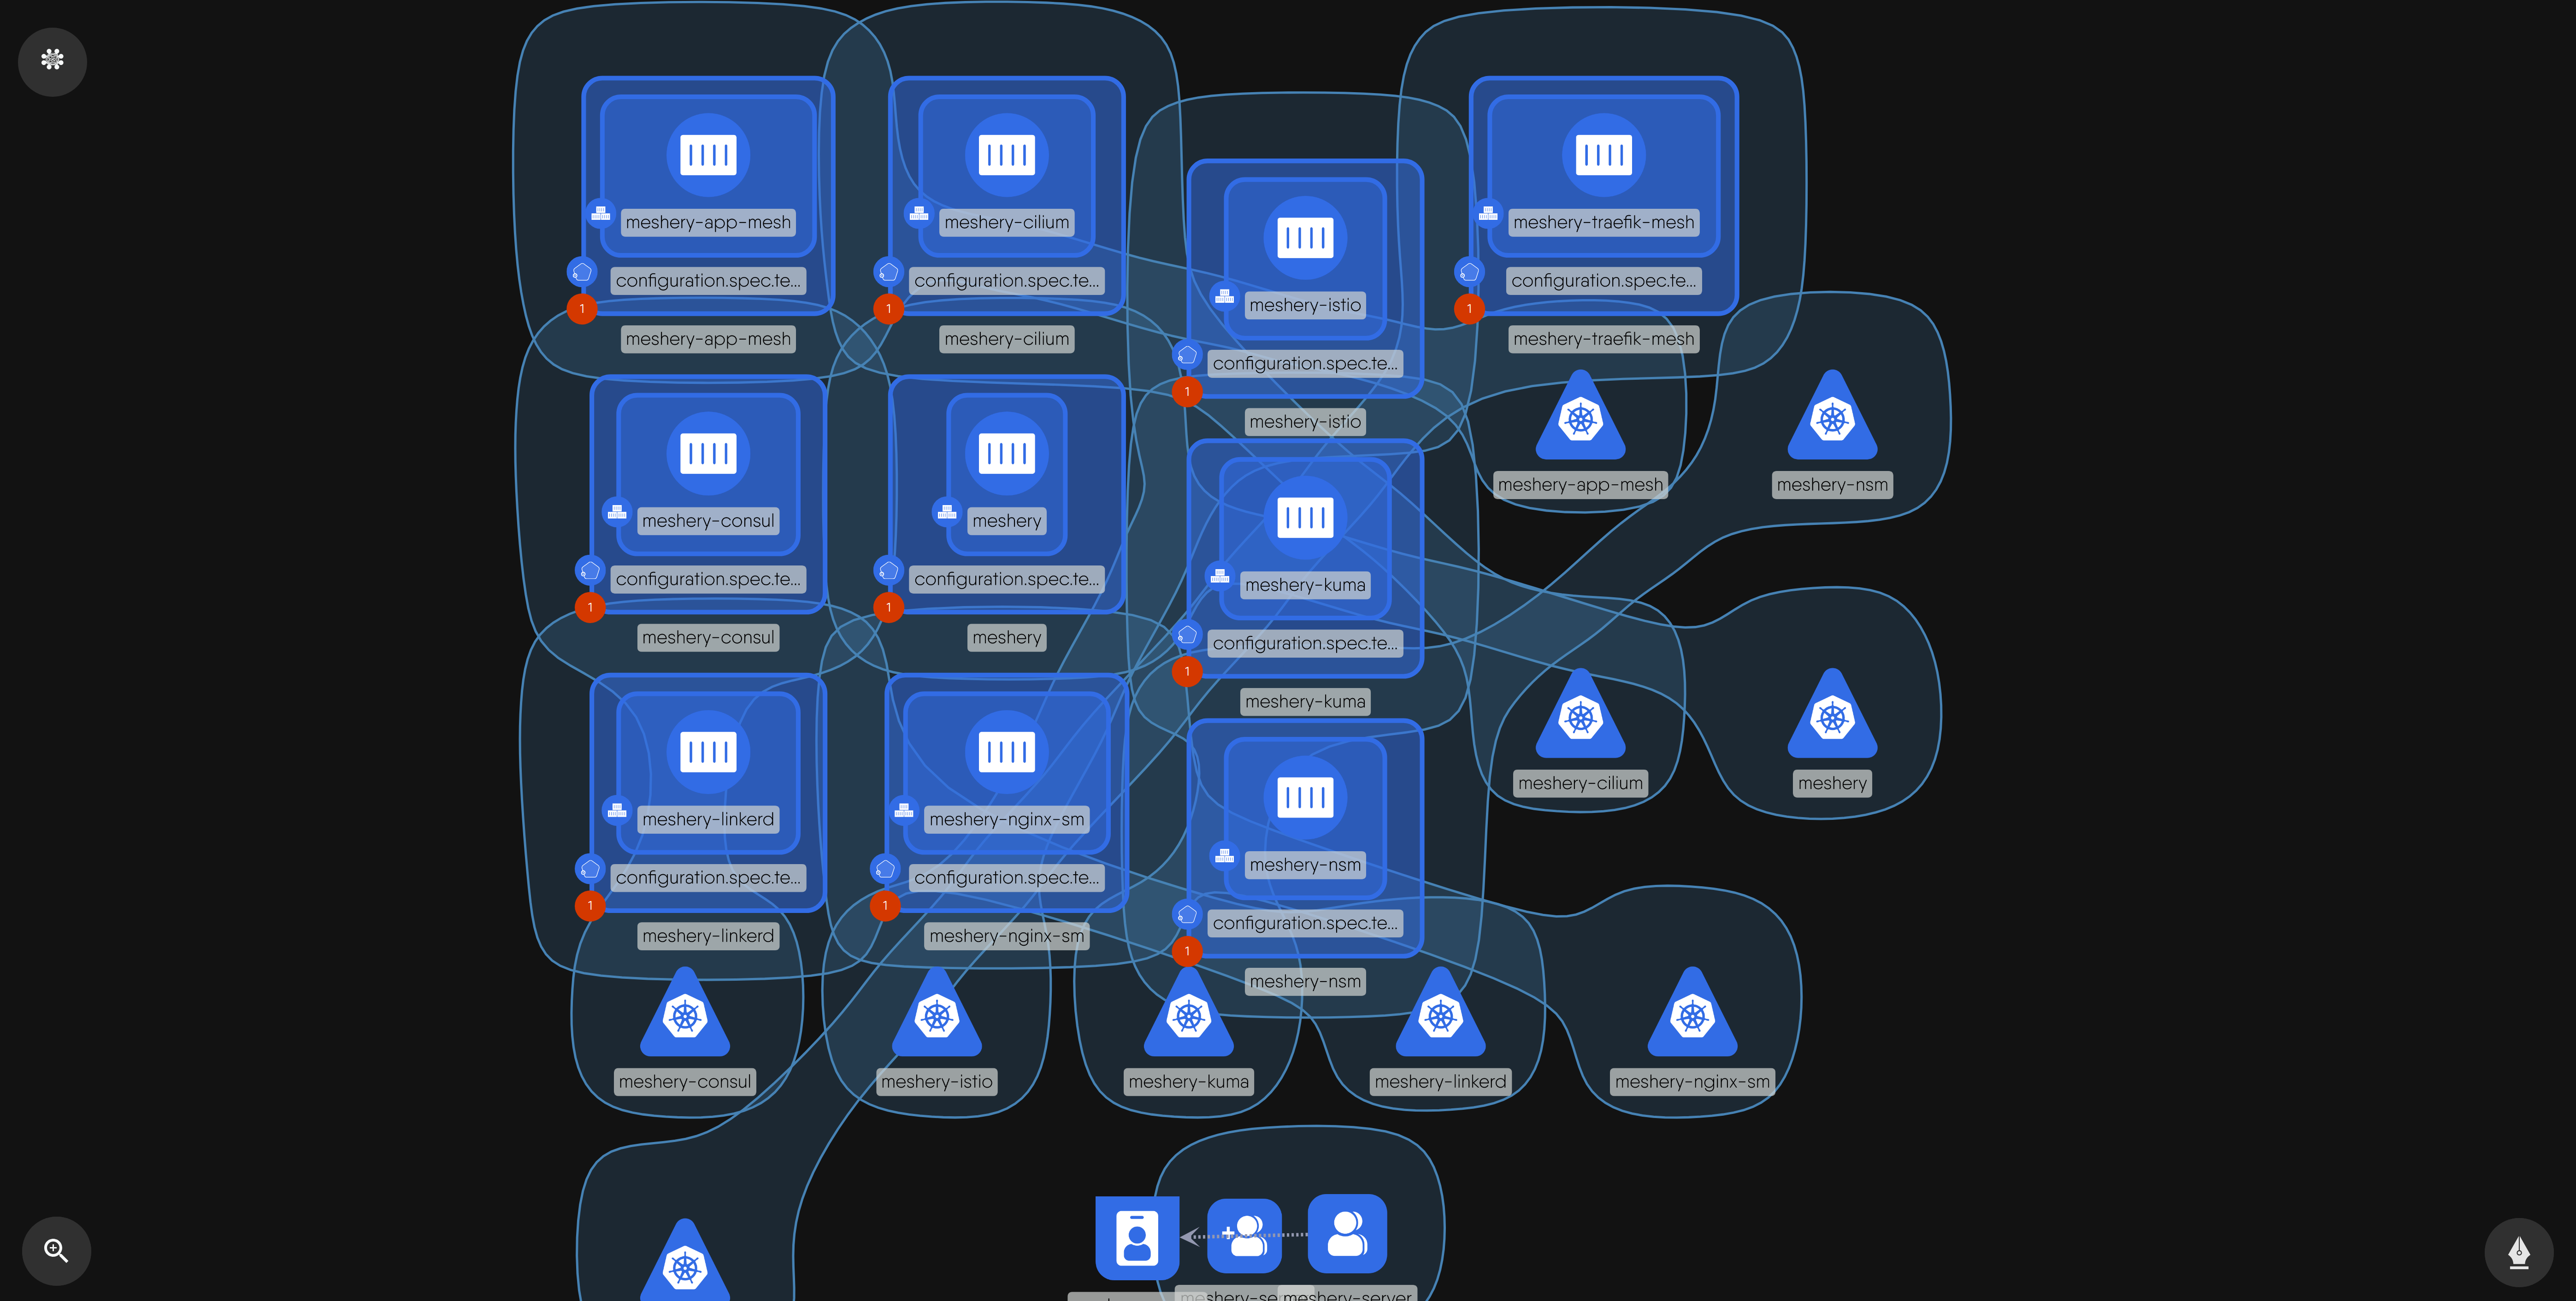 meshery-app-mesh
meshery-cilium
meshery-traefik-mesh
configuration.spec.te...
configuration.spec.te...
meshery-istio
configuration.spec.te...
1
1
1
meshery-app-mesh
meshery-cilium
configuration.spec.te...
meshery-traefik-mesh
1
meshery-istio
meshery-app-mesh
meshery-nsm
meshery-consul
meshery
configuration.spec.te...
configuration.spec.te...
meshery-kuma
1
1
meshery-consul
meshery
configuration.spec.te...
1
meshery-kuma
meshery-cilium
meshery
meshery-linkerd
meshery-nginx-sm
meshery-nsm
configuration.spec.te...
configuration.spec.te...
1
1
configuration.spec.te...
meshery-linkerd
meshery-nginx-sm
1
meshery-nsm
meshery-consul
meshery-istio
meshery-kuma
meshery-linkerd
meshery-nginx-sm
meshery-server